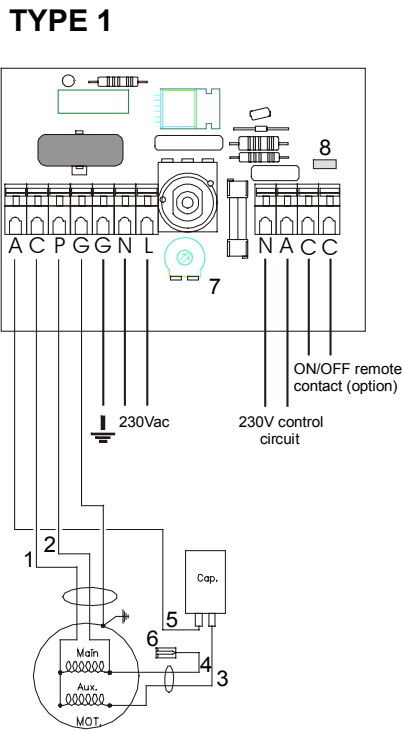 TYPE 1
8
A C P G G N L
N A C C
7
ON/OFF remote
contact (option)
230Vac
230V control
circuit
2
1
Cap.
5
6
4
3
Main
Aux.
MOT.